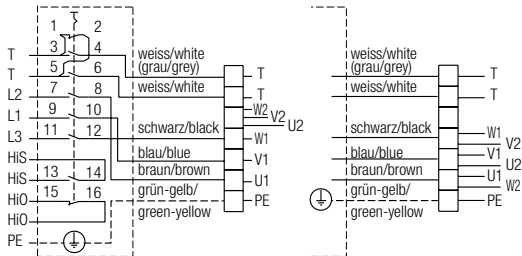 1 2
T 3 4 weiss/white
(grau/grey) T
T 5 6 weiss/white T
L2 7 8 W2
V2
U2
L1 9 10 schwarz/black
L3 11 12 W1
HiS blau/blue V1
HiS 13 14 braun/brown U1
HiO 15 16 grün-gelb/ PE
HiO green-yellow
PE
weiss/white
(grau/grey) T
weiss/white T
schwarz/black W1
V2
blau/blue V1
U2
braun/brown U1
W2
grün-gelb/ PE
green-yellow